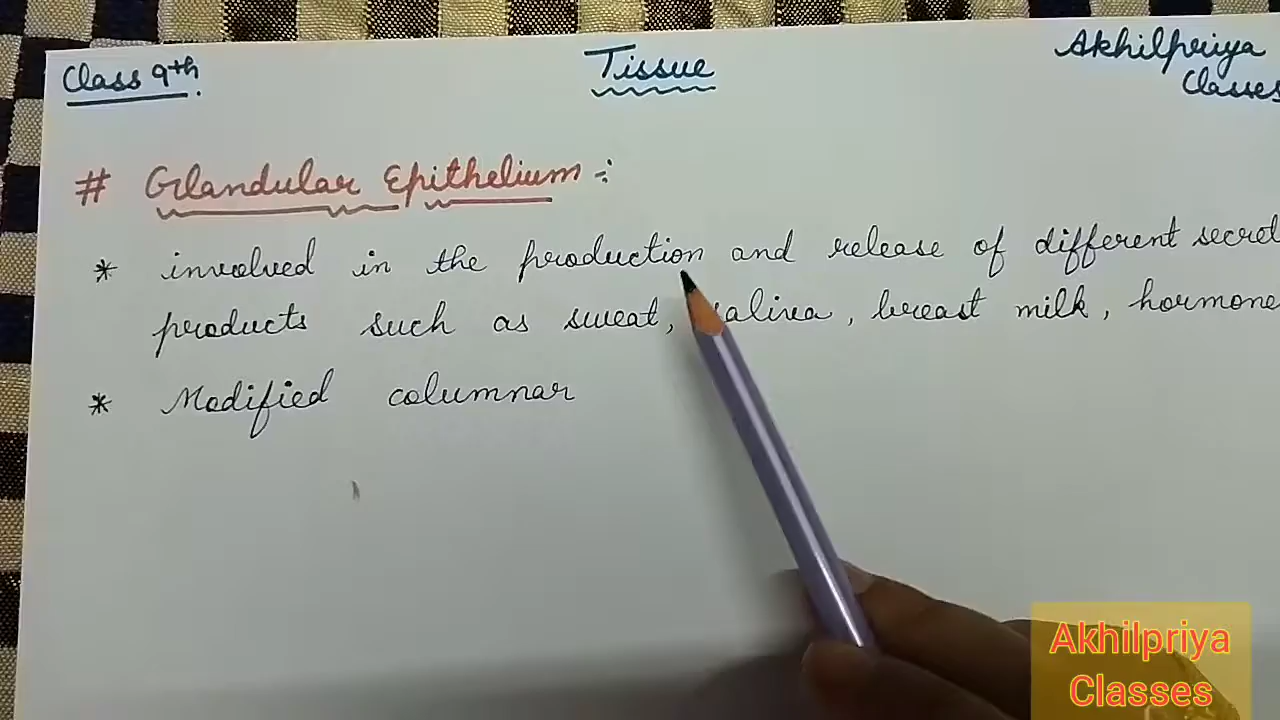 Class 9th.
Tissue
Akhilpriya
Classes
# Glandular Epithelium :-
* involved in the production and release of different secret
products such as sweat, saliva, breast milk, hormone
* Modified columnar
Akhilpriya
Classes